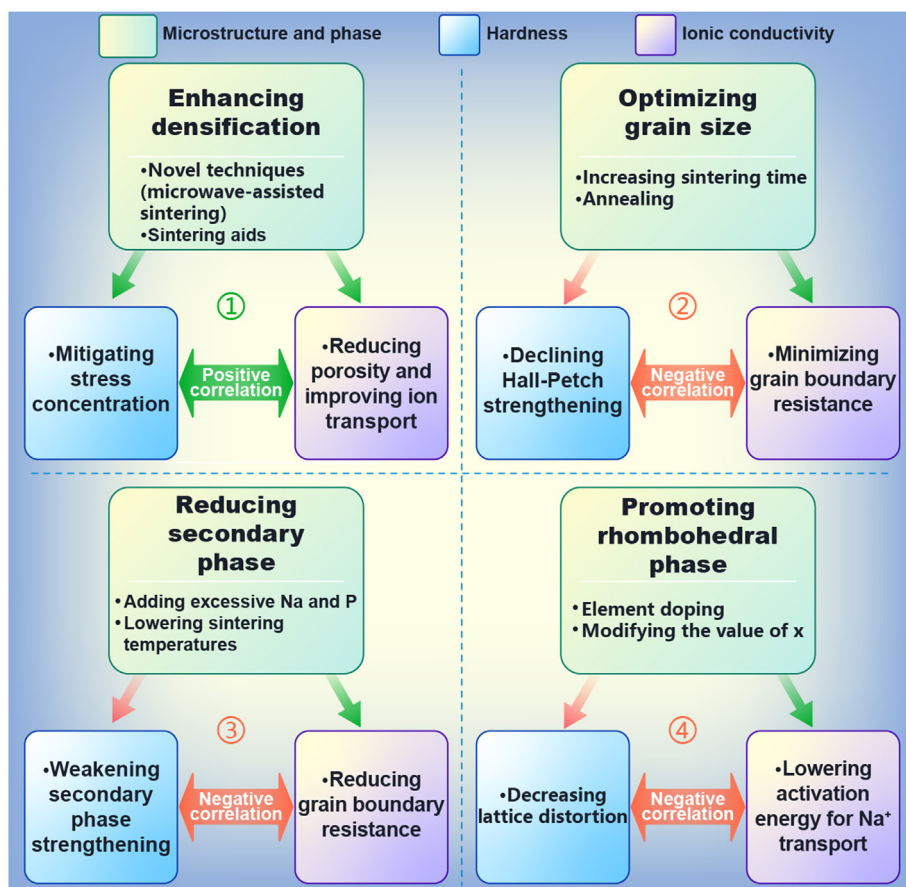 Microstructure and phase
Hardness
Ionic conductivity
Enhancing
densification
•Novel techniques
(microwave-assisted
sintering)
•Sintering aids
①
•Mitigating
stress
concentration
Positive
correlation
•Reducing
porosity and
improving ion
transport
Optimizing
grain size
•Increasing sintering time
•Annealing
②
•Declining
Hall-Petch
strengthening
Negative
correlation
•Minimizing
grain boundary
resistance
Reducing
secondary
phase
•Adding excessive Na and P
•Lowering sintering
temperatures
③
•Weakening
secondary
phase
strengthening
Negative
correlation
•Reducing
grain boundary
resistance
Promoting
rhombohedral
phase
•Element doping
•Modifying the value of x
④
•Decreasing
lattice distortion
Negative
correlation
•Lowering
activation
energy for Na⁺
transport